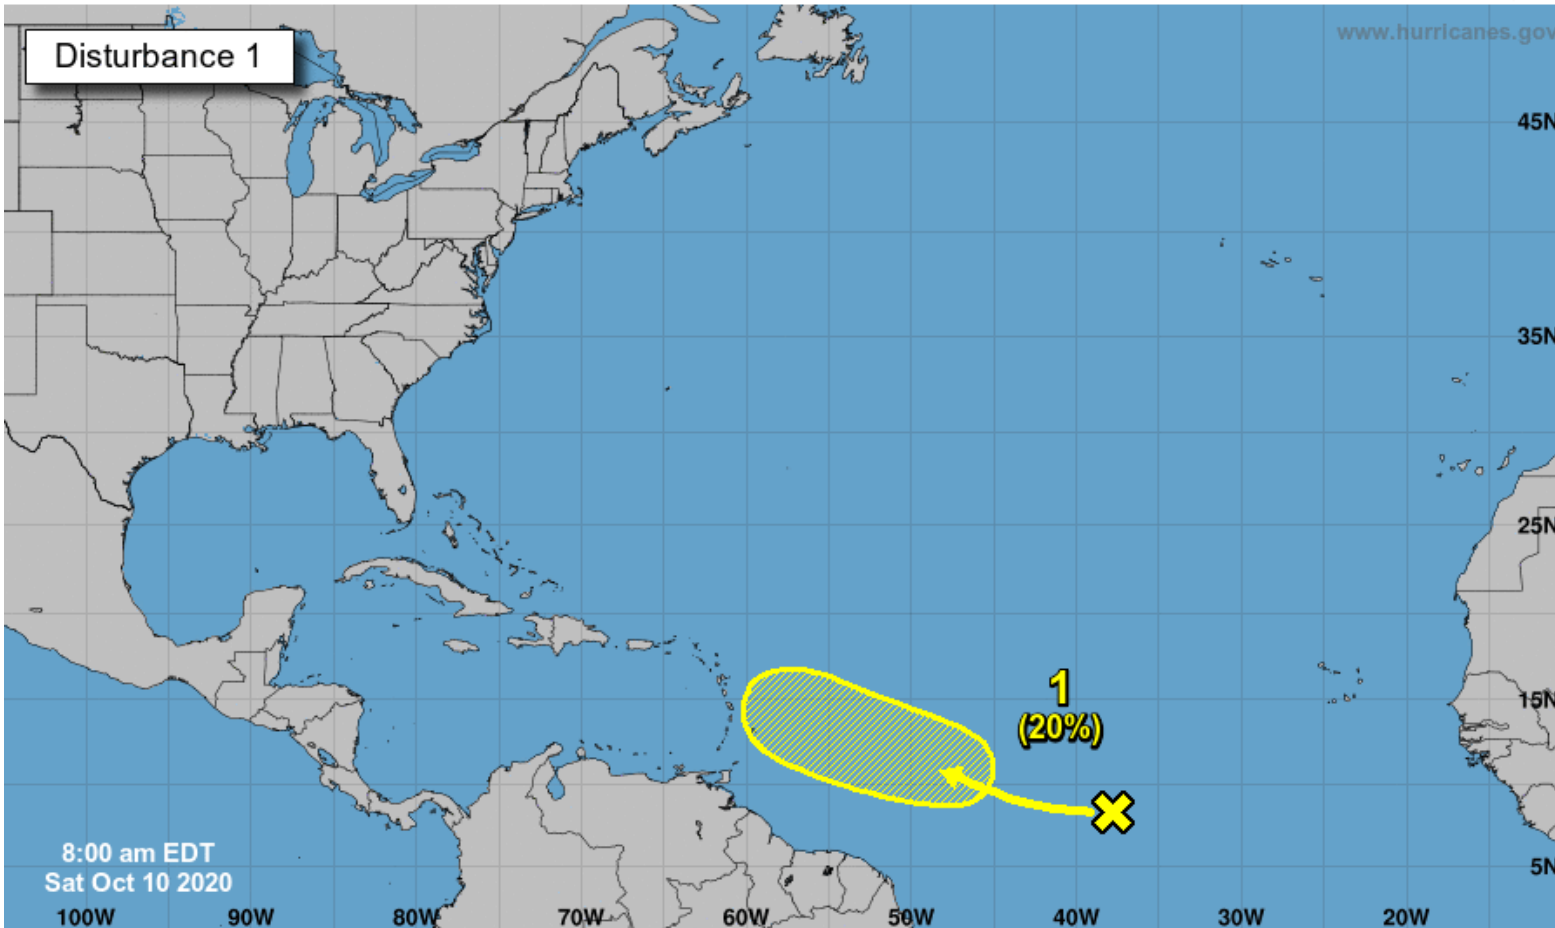 Disturbance 1
www.hurricanes.gov
45N
35N
25N
1
(20%)
15N
8:00 am EDT
Sat Oct 10 2020
5N
100W 90W 80W 70W 60W 50W 40W 30W 20W